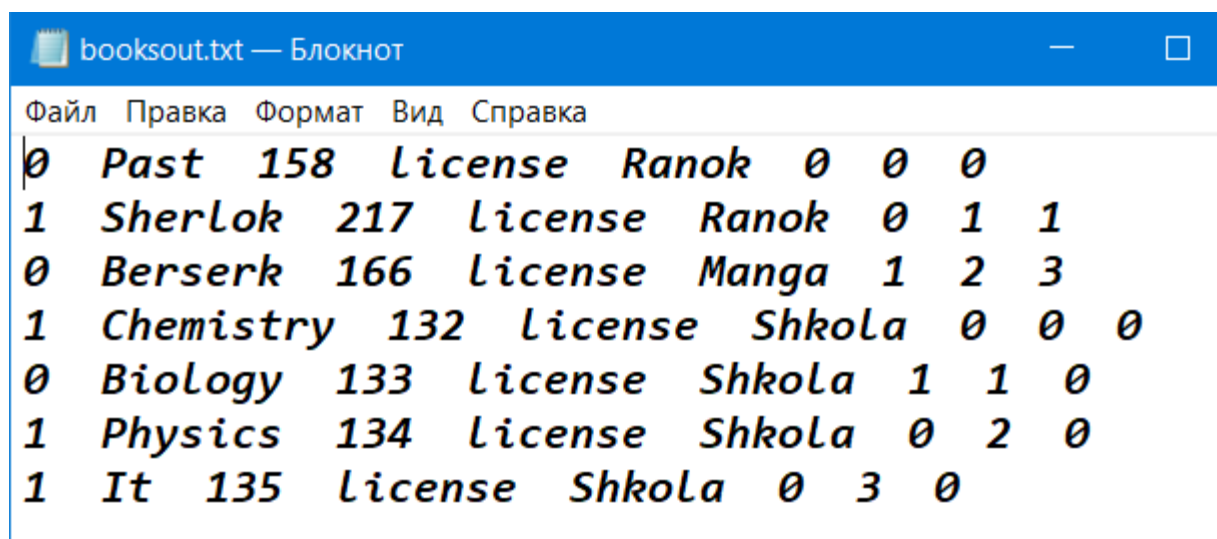 booksout.txt — Блокнот
Файл Правка Формат Вид Справка
0 Past 158 license Ranok 0 0 0
1 Sherlok 217 license Ranok 0 1 1
0 Berserk 166 license Manga 1 2 3
1 Chemistry 132 license Shkola 0 0 0
0 Biology 133 license Shkola 1 1 0
1 Physics 134 license Shkola 0 2 0
1 It 135 license Shkola 0 3 0